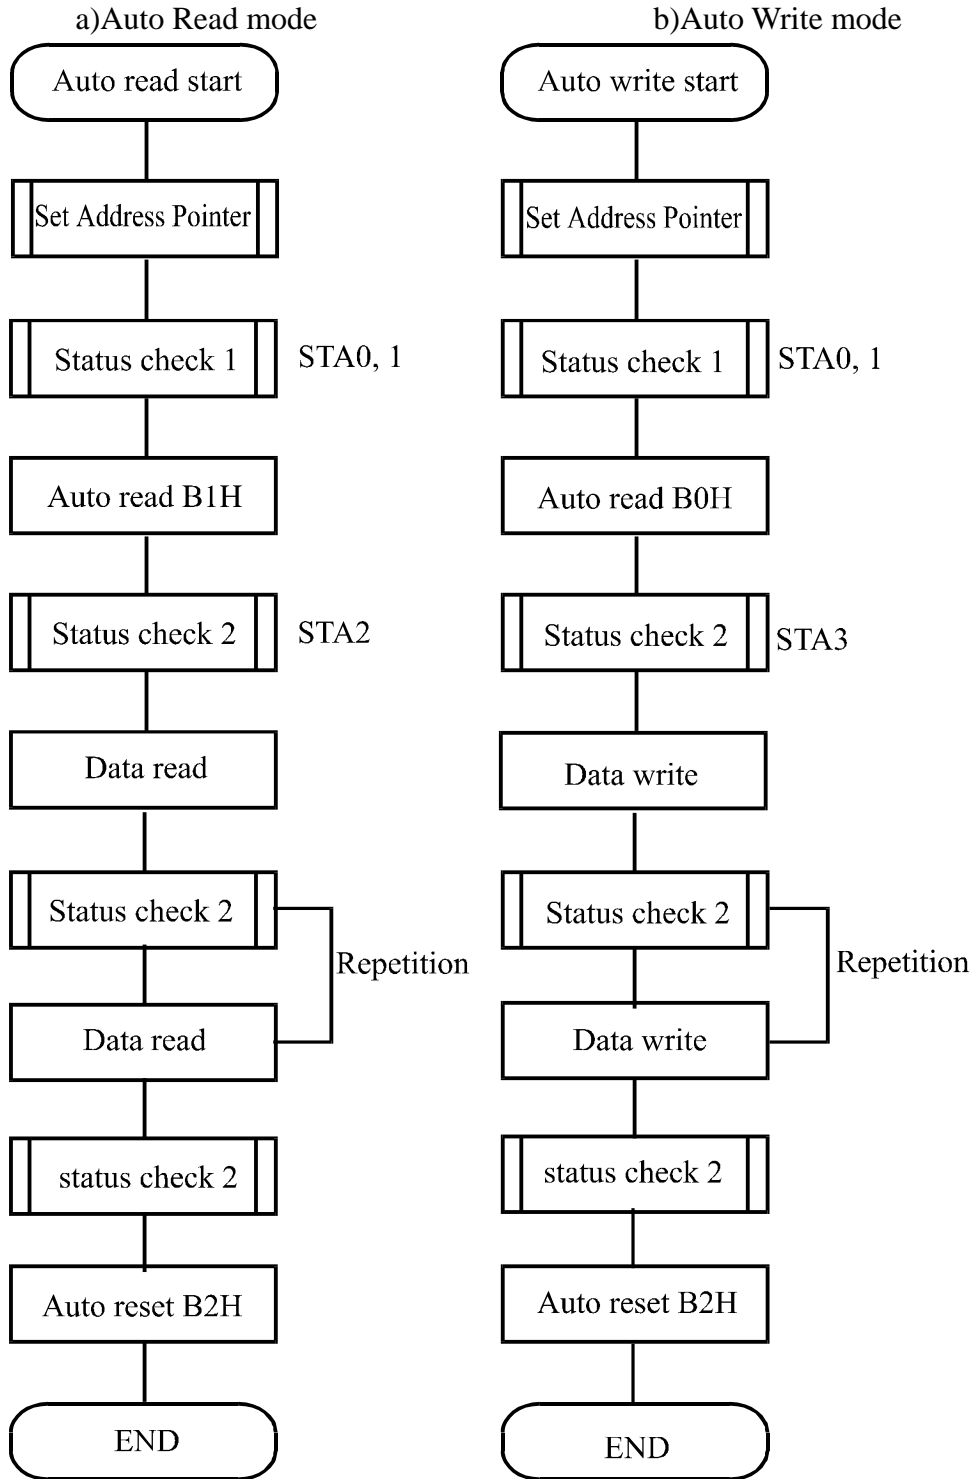 a)Auto Read mode
Auto read start
Set Address Pointer
Status check 1
STA0, 1
Auto read B1H
Status check 2
STA2
Data read
Status check 2
Repetition
Data read
status check 2
Auto reset B2H
END
b)Auto Write mode
Auto write start
Set Address Pointer
Status check 1
STA0, 1
Auto read B0H
Status check 2
STA3
Data write
Status check 2
Repetition
Data write
status check 2
Auto reset B2H
END